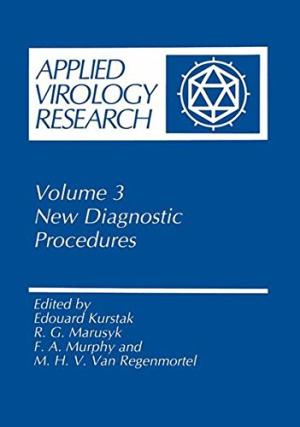 APPLIED
VIROLOGY
RESEARCH
Volume 3
New Diagnostic
Procedures
Edited by
Edouard Kurstak
R. G. Marusyk
F. A. Murphy and
M. H. V. Van Regenmortel